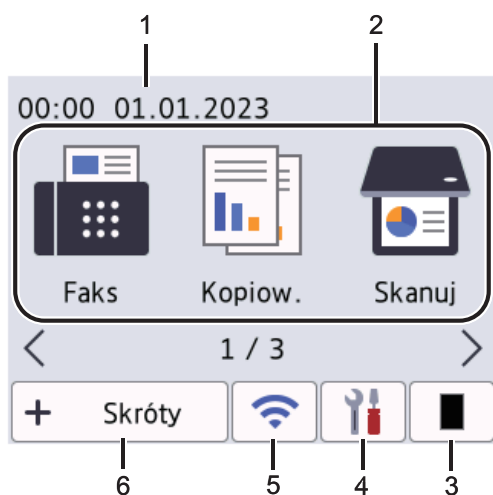 1 2
00:00 01.01.2023
Faks Kopiow. Skanuj
1 / 3
+ Skróty
6 5 4 3